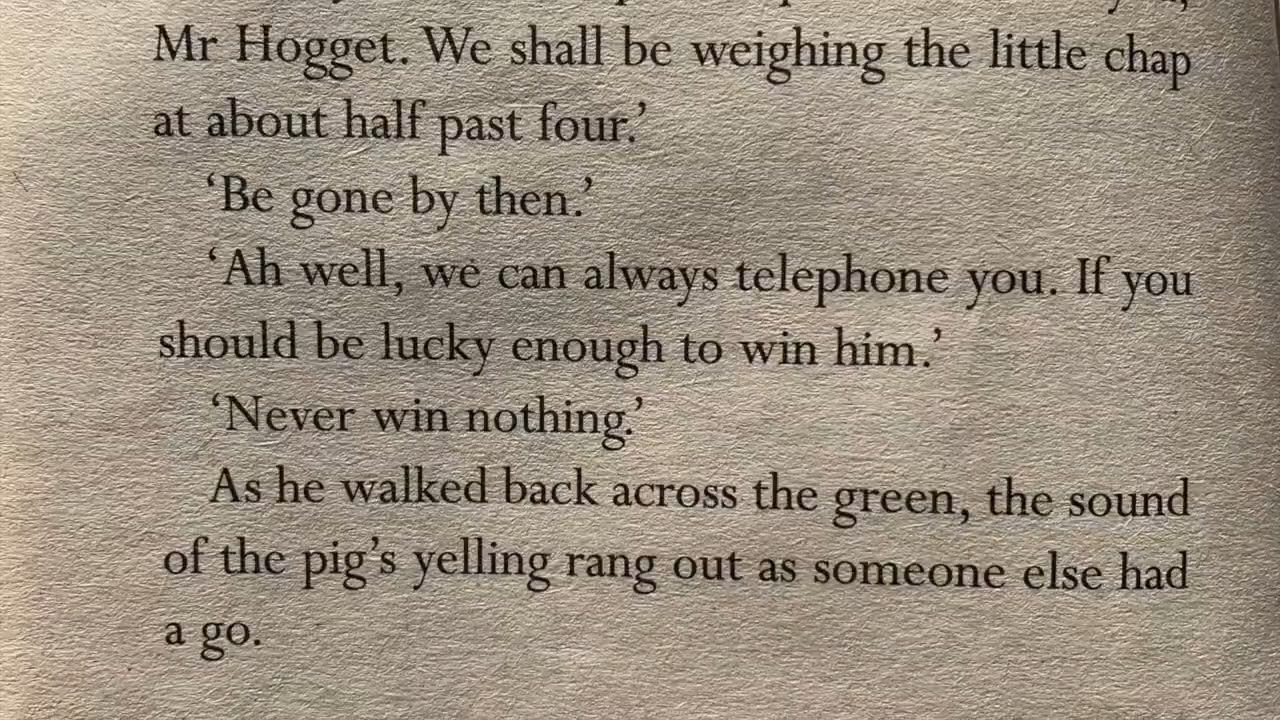 Mr Hogget. We shall be weighing the little chap
at about half past four.’
‘Be gone by then.’
‘Ah well, we can always telephone you. If you
should be lucky enough to win him.’
‘Never win nothing.’
As he walked back across the green, the sound
of the pig’s yelling rang out as someone else had
a go.